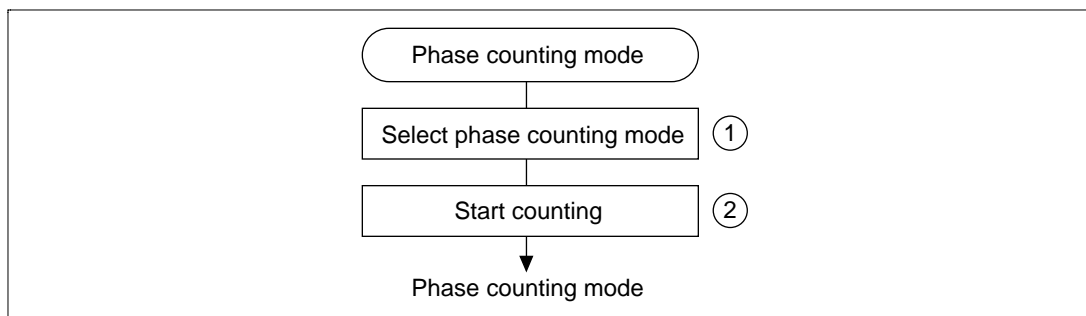 Phase counting mode
Select phase counting mode
1
Start counting
2
Phase counting mode